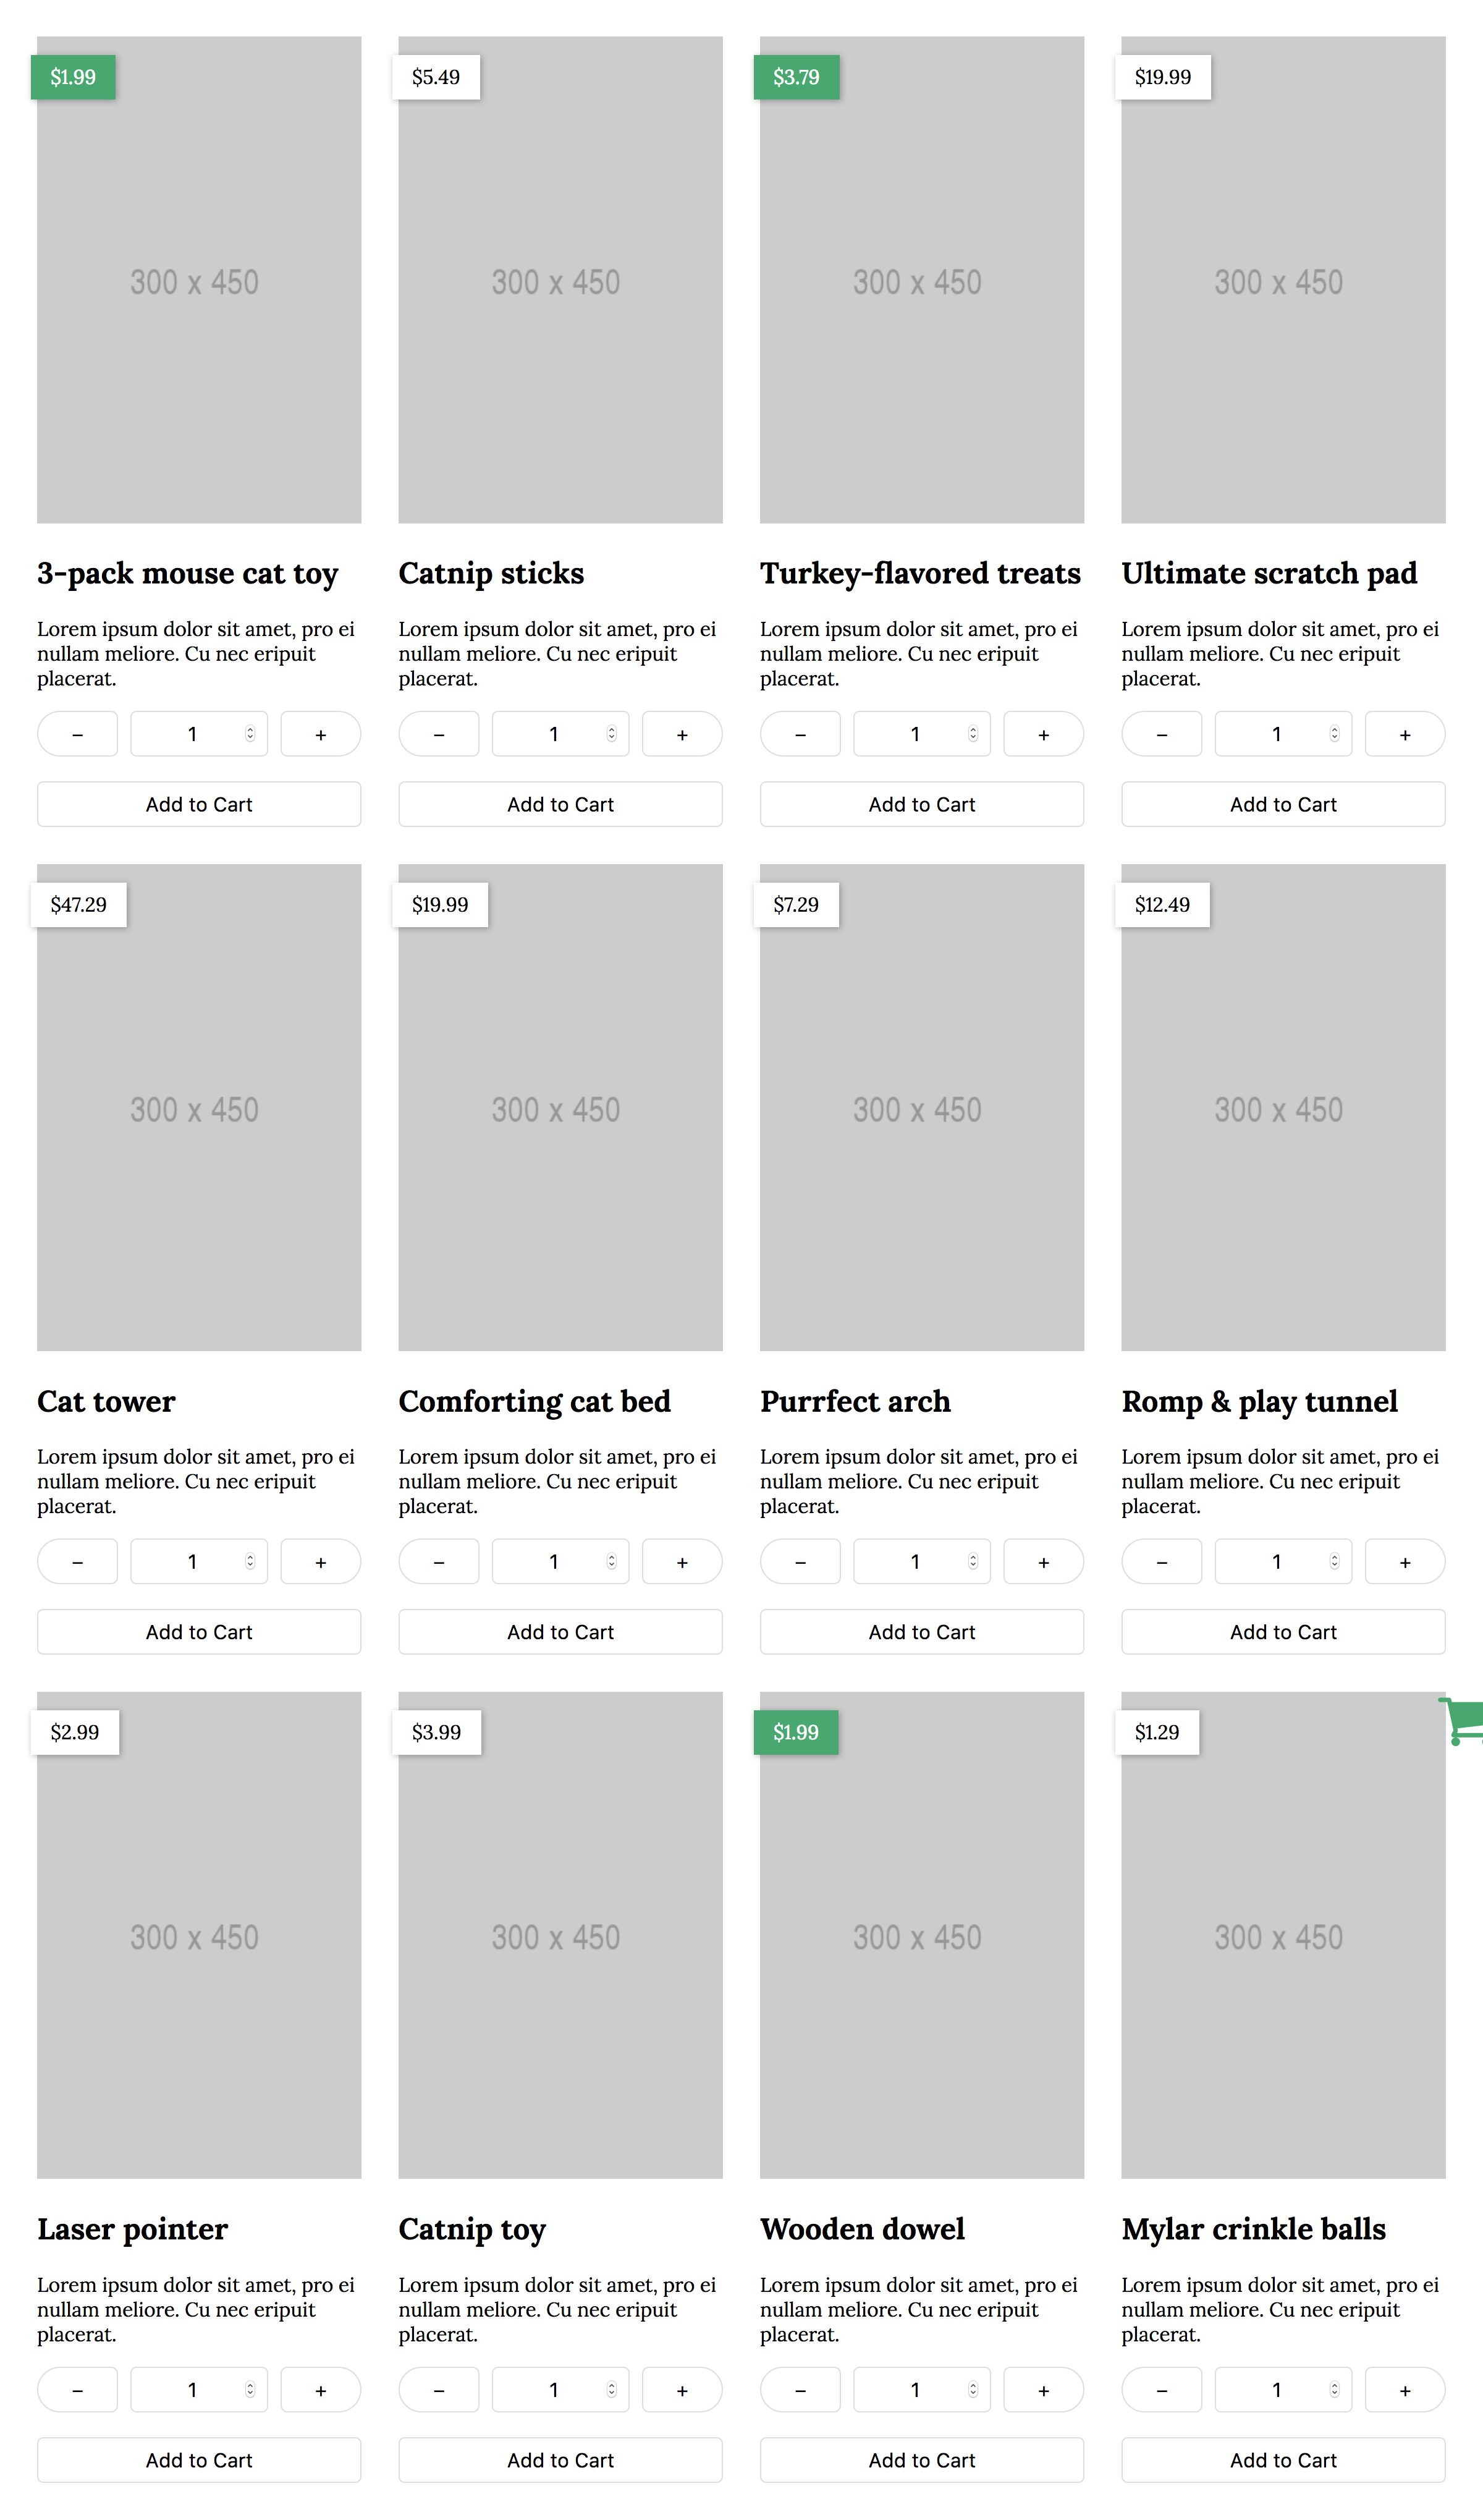 $1.99 $5.49 $3.79 $19.99
300 x 450 300 x 450 300 x 450 300 x 450
3-pack mouse cat toy Catnip sticks Turkey-flavored treats Ultimate scratch pad
Lorem ipsum dolor sit amet, pro ei Lorem ipsum dolor sit amet, pro ei Lorem ipsum dolor sit amet, pro ei Lorem ipsum dolor sit amet, pro ei
nullam meliore. Cu nec eripuit nullam meliore. Cu nec eripuit nullam meliore. Cu nec eripuit nullam meliore. Cu nec eripuit
placerat. placerat. placerat. placerat.
– 1 + – 1 + – 1 + – 1 +
Add to Cart Add to Cart Add to Cart Add to Cart
$47.29 $19.99 $7.29 $12.49
300 x 450 300 x 450 300 x 450 300 x 450
Cat tower Comforting cat bed Purrfect arch Romp & play tunnel
Lorem ipsum dolor sit amet, pro ei Lorem ipsum dolor sit amet, pro ei Lorem ipsum dolor sit amet, pro ei Lorem ipsum dolor sit amet, pro ei
nullam meliore. Cu nec eripuit nullam meliore. Cu nec eripuit nullam meliore. Cu nec eripuit nullam meliore. Cu nec eripuit
placerat. placerat. placerat. placerat.
– 1 + – 1 + – 1 + – 1 +
Add to Cart Add to Cart Add to Cart Add to Cart
$2.99 $3.99 $1.99 $1.29
300 x 450 300 x 450 300 x 450 300 x 450
Laser pointer Catnip toy Wooden dowel Mylar crinkle balls
Lorem ipsum dolor sit amet, pro ei Lorem ipsum dolor sit amet, pro ei Lorem ipsum dolor sit amet, pro ei Lorem ipsum dolor sit amet, pro ei
nullam meliore. Cu nec eripuit nullam meliore. Cu nec eripuit nullam meliore. Cu nec eripuit nullam meliore. Cu nec eripuit
placerat. placerat. placerat. placerat.
– 1 + – 1 + – 1 + – 1 +
Add to Cart Add to Cart Add to Cart Add to Cart